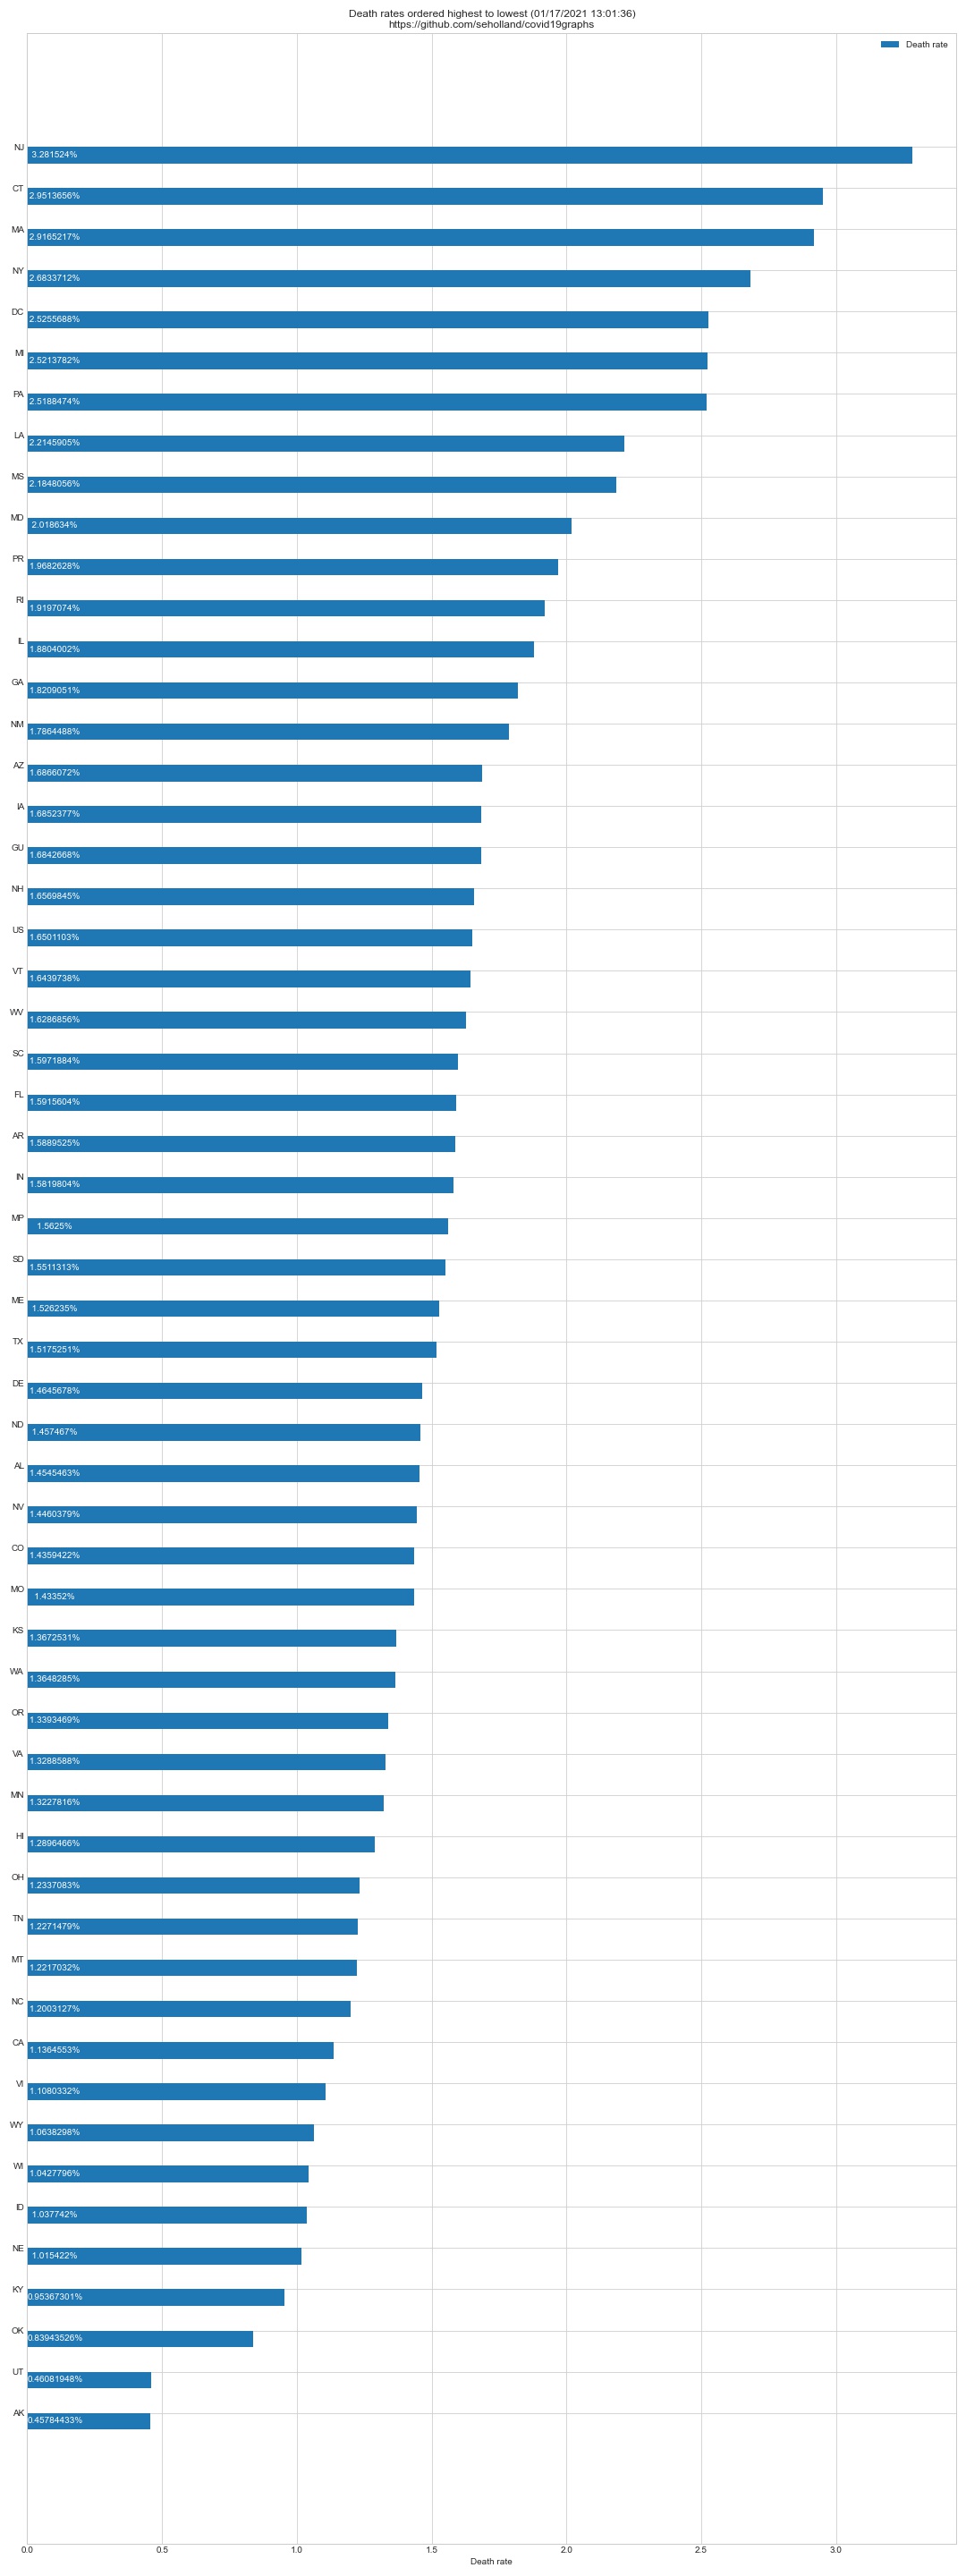 Death rates ordered highest to lowest (01/17/2021 13:01:36)
https://github.com/seholland/covid19graphs
Death rate
NJ 3.281524%
CT 2.9513656%
MA 2.9165217%
NY 2.6833712%
DC 2.5255688%
MI 2.5213782%
PA 2.5188474%
LA 2.2145905%
MS 2.1848056%
MD 2.018634%
PR 1.9682628%
RI 1.9197074%
IL 1.8804002%
GA 1.8209051%
NM 1.7864488%
AZ 1.6866072%
IA 1.6852377%
GU 1.6842668%
NH 1.6569845%
US 1.6501103%
VT 1.6439738%
WV 1.6286856%
SC 1.5971884%
FL 1.5915604%
AR 1.5889525%
IN 1.5819804%
MP 1.5625%
SD 1.5511313%
ME 1.526235%
TX 1.5175251%
DE 1.4645678%
ND 1.457467%
AL 1.4545463%
NV 1.4460379%
CO 1.4359422%
MO 1.43352%
KS 1.3672531%
WA 1.3648285%
OR 1.3393469%
VA 1.3288588%
MN 1.3227816%
HI 1.2896466%
OH 1.2337083%
TN 1.2271479%
MT 1.2217032%
NC 1.2003127%
CA 1.1364553%
VI 1.1080332%
WY 1.0638298%
WI 1.0427796%
ID 1.037742%
NE 1.015422%
KY 0.95367301%
OK 0.83943526%
UT 0.46081948%
AK 0.45784433%
0.0 0.5 1.0 1.5 2.0 2.5 3.0
Death rate